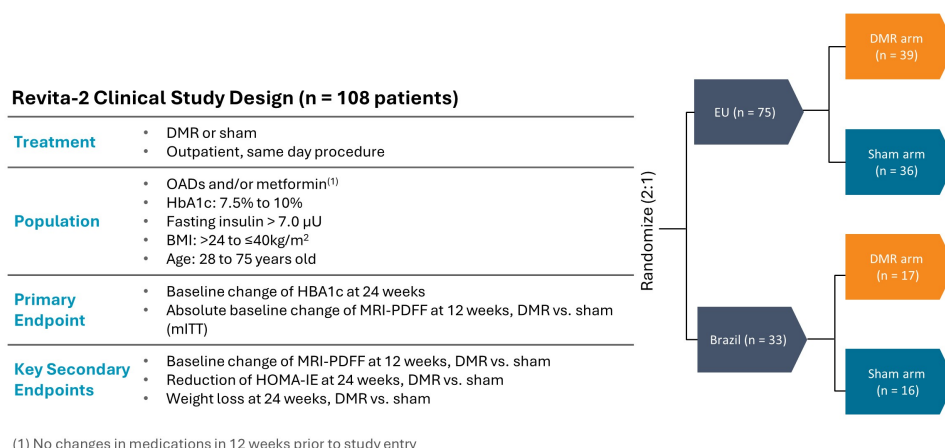 Revita-2 Clinical Study Design (n = 108 patients)
Treatment
• DMR or sham
• Outpatient, same day procedure
Population
• OADs and/or metformin(1)
• HbA1c: 7.5% to 10%
• Fasting insulin > 7.0 µU
• BMI: >24 to ≤40kg/m2
• Age: 28 to 75 years old
Primary
Endpoint
• Baseline change of HBA1c at 24 weeks
• Absolute baseline change of MRI-PDFF at 12 weeks, DMR vs. sham
(mITT)
Key Secondary
Endpoints
• Baseline change of MRI-PDFF at 12 weeks, DMR vs. sham
• Reduction of HOMA-IE at 24 weeks, DMR vs. sham
• Weight loss at 24 weeks, DMR vs. sham
(1) No changes in medications in 12 weeks prior to study entry
Randomize (2:1)
EU (n = 75)
DMR arm
(n = 39)
Sham arm
(n = 36)
Brazil (n = 33)
DMR arm
(n = 17)
Sham arm
(n = 16)